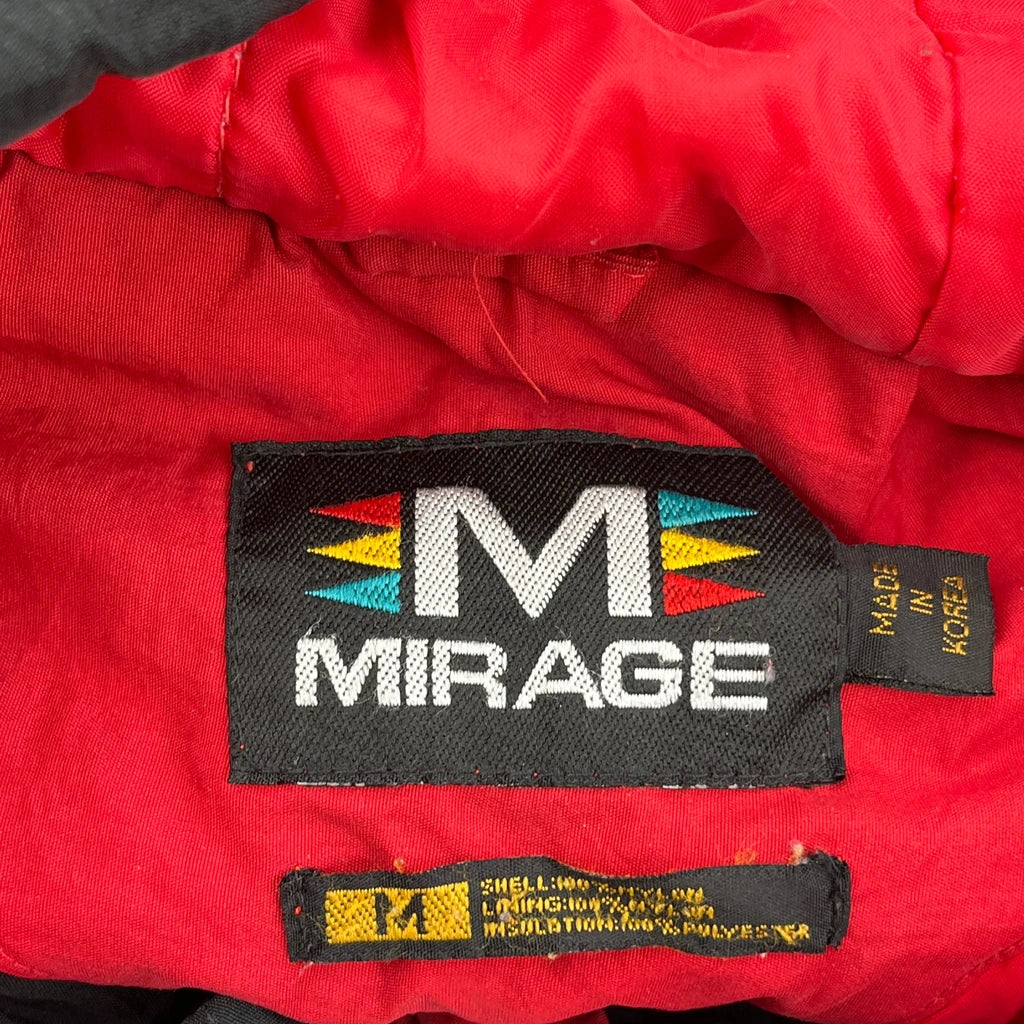 M
MIRAGE
MADE
IN
KOREA
M
SHELL:100%NYLON
LINING:100%NYLON
INSULATION:100%POLYESTER